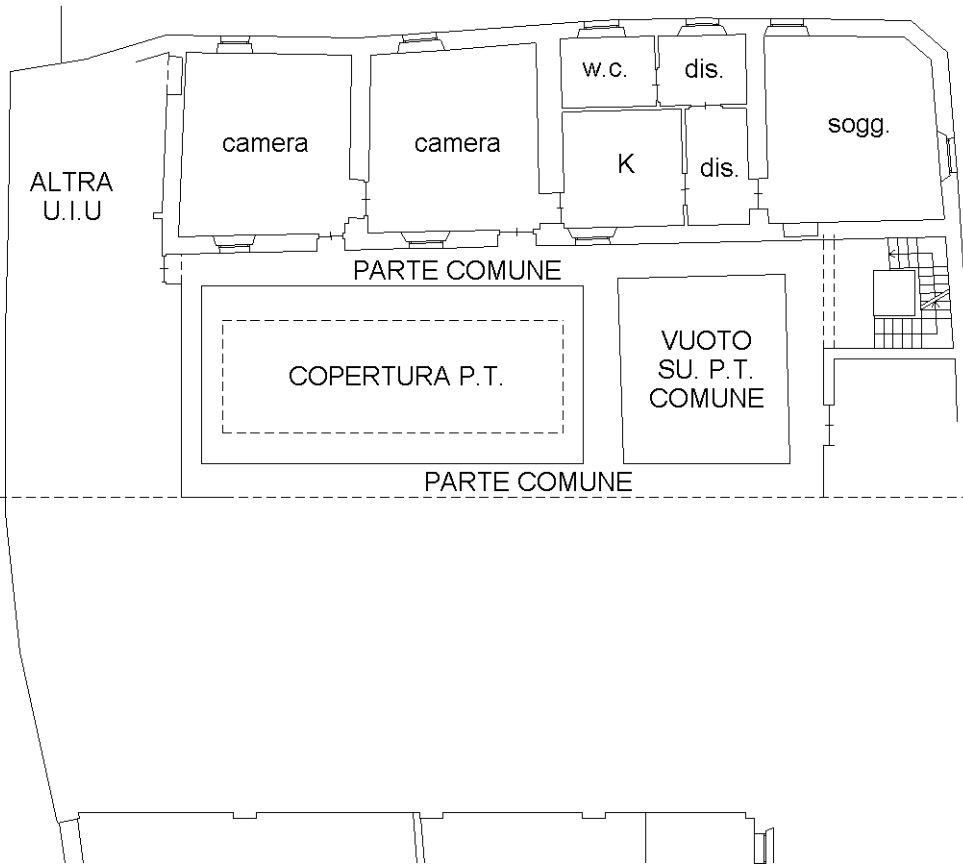 w.c.
dis.
camera
camera
sogg.
K
dis.
ALTRA
U.I.U
PARTE COMUNE
COPERTURA P.T.
VUOTO
SU. P.T.
COMUNE
PARTE COMUNE